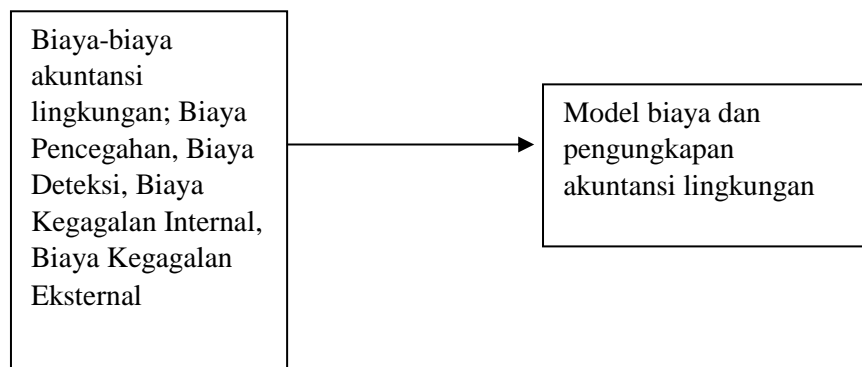 Biaya-biaya
akuntansi
lingkungan; Biaya
Pencegahan, Biaya
Deteksi, Biaya
Kegagalan Internal,
Biaya Kegagalan
Eksternal
Model biaya dan
pengungkapan
akuntansi lingkungan